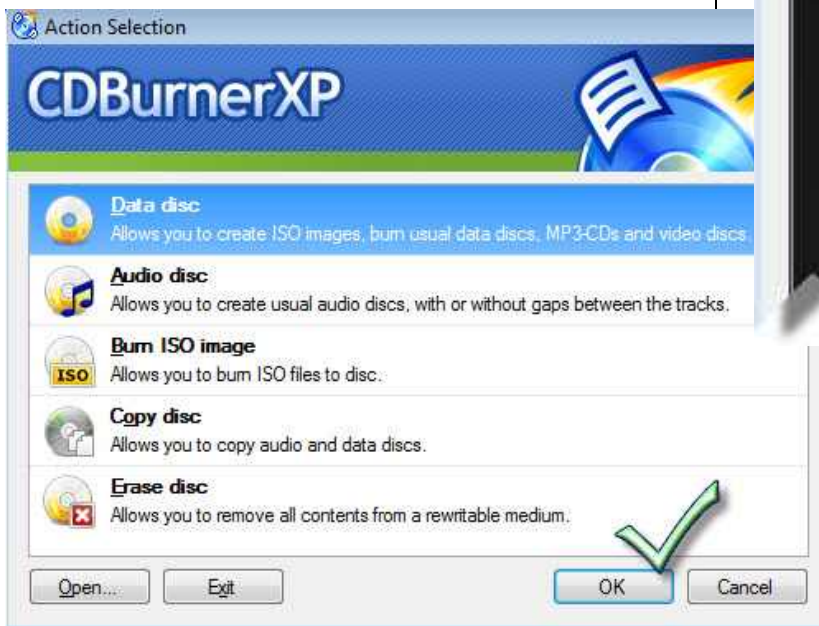 Action Selection
CDBurnerXP
Data disc
Allows you to create ISO images, burn usual data discs, MP3-CDs and video discs
Audio disc
Allows you to create usual audio discs, with or without gaps between the tracks.
Burn ISO image
ISO
Allows you to burn ISO files to disc.
Copy disc
Allows you to copy audio and data discs.
Erase disc
Allows you to remove all contents from a rewritable medium.
Open... Exit OK Cancel